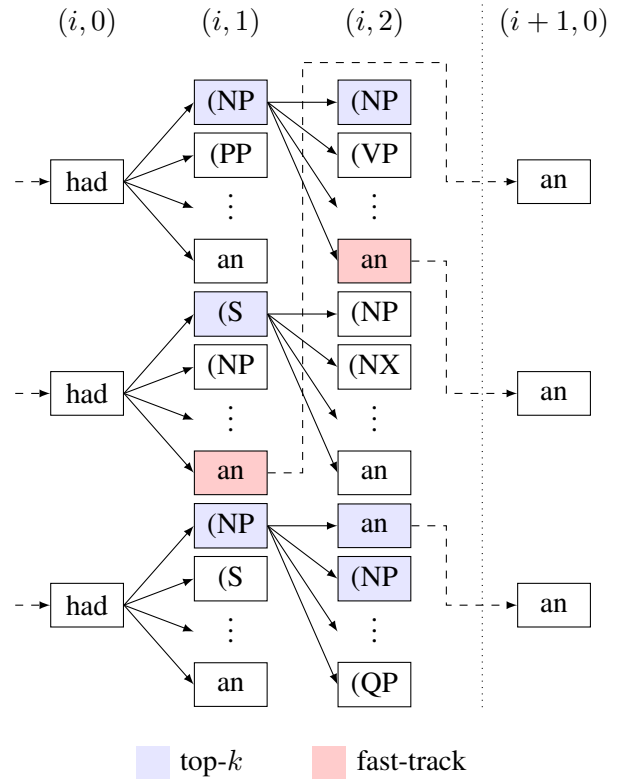 (i, 0) (i, 1) (i, 2) (i + 1, 0)
(NP (NP
(PP (VP
had an
⋮ ⋮
an an
(S (NP
(NP (NX
had an
⋮ ⋮
an an
(NP an
(S (NP
had an
⋮ ⋮
an (QP
top-k fast-track